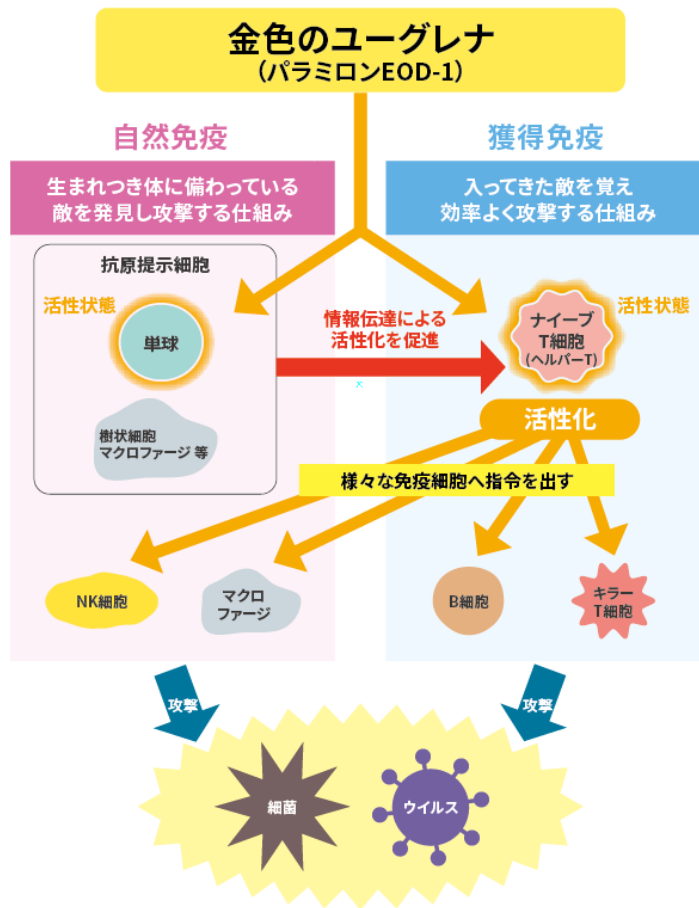 金色のユーグレナ
（パラミロンEOD-1）
自然免疫
獲得免疫
生まれつき体に備わっている
敵を発見し攻撃する仕組み
入ってきた敵を覚え
効率よく攻撃する仕組み
抗原提示細胞
活性状態
単球
樹状細胞
マクロファージ 等
情報伝達による
活性化を促進
ナイーブ
T細胞
(ヘルパーT)
活性状態
活性化
様々な免疫細胞へ指令を出す
NK細胞
マクロ
ファージ
B細胞
キラー
T細胞
攻撃
攻撃
細菌
ウイルス